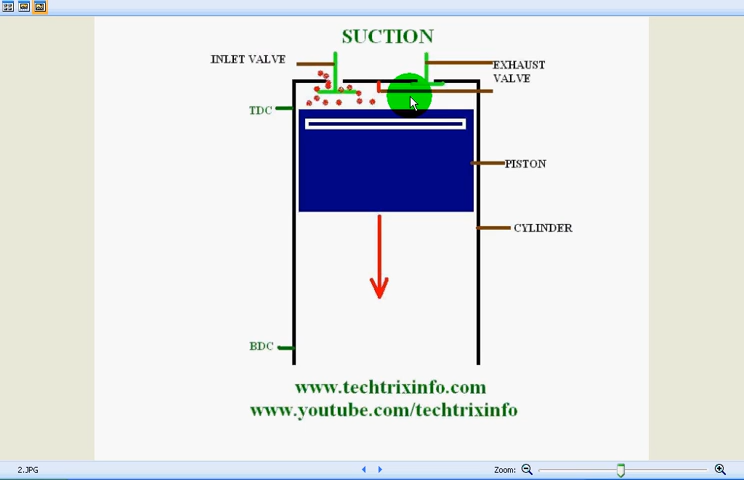 SUCTION
INLET VALVE
EXHAUST
VALVE
TDC
PISTON
CYLINDER
BDC
www.techtrixinfo.com
www.youtube.com/techtrixinfo
2.JPG
Zoom: